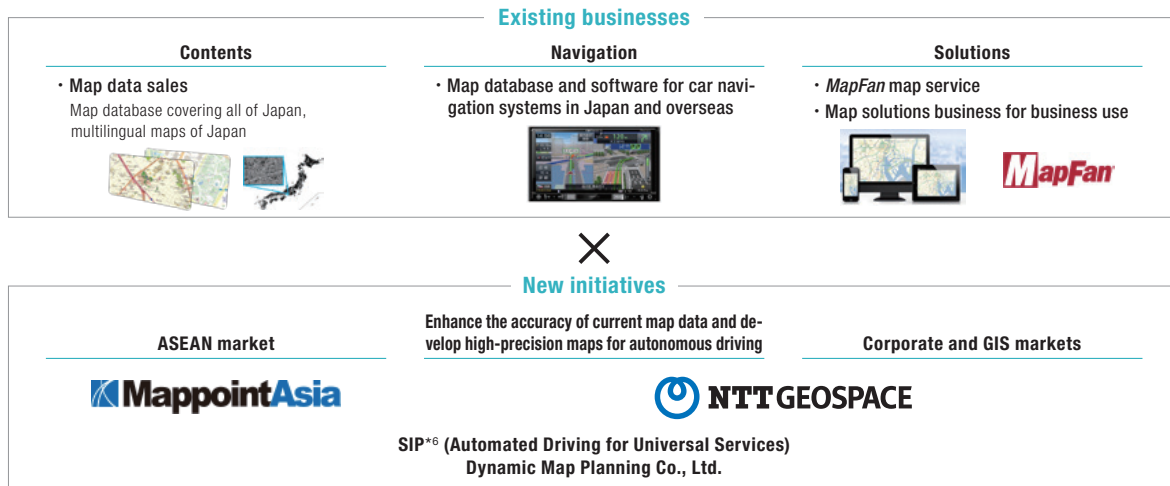 Existing businesses
Contents
・Map data sales
Map database covering all of Japan,
multilingual maps of Japan
Navigation
・Map database and software for car navi-
gation systems in Japan and overseas
Solutions
・MapFan map service
・Map solutions business for business use
MapFan
×
New initiatives
ASEAN market
MappointAsia
Enhance the accuracy of current map data and de-
velop high-precision maps for autonomous driving
Corporate and GIS markets
NTT GEOSPACE
SIP*6 (Automated Driving for Universal Services)
Dynamic Map Planning Co., Ltd.